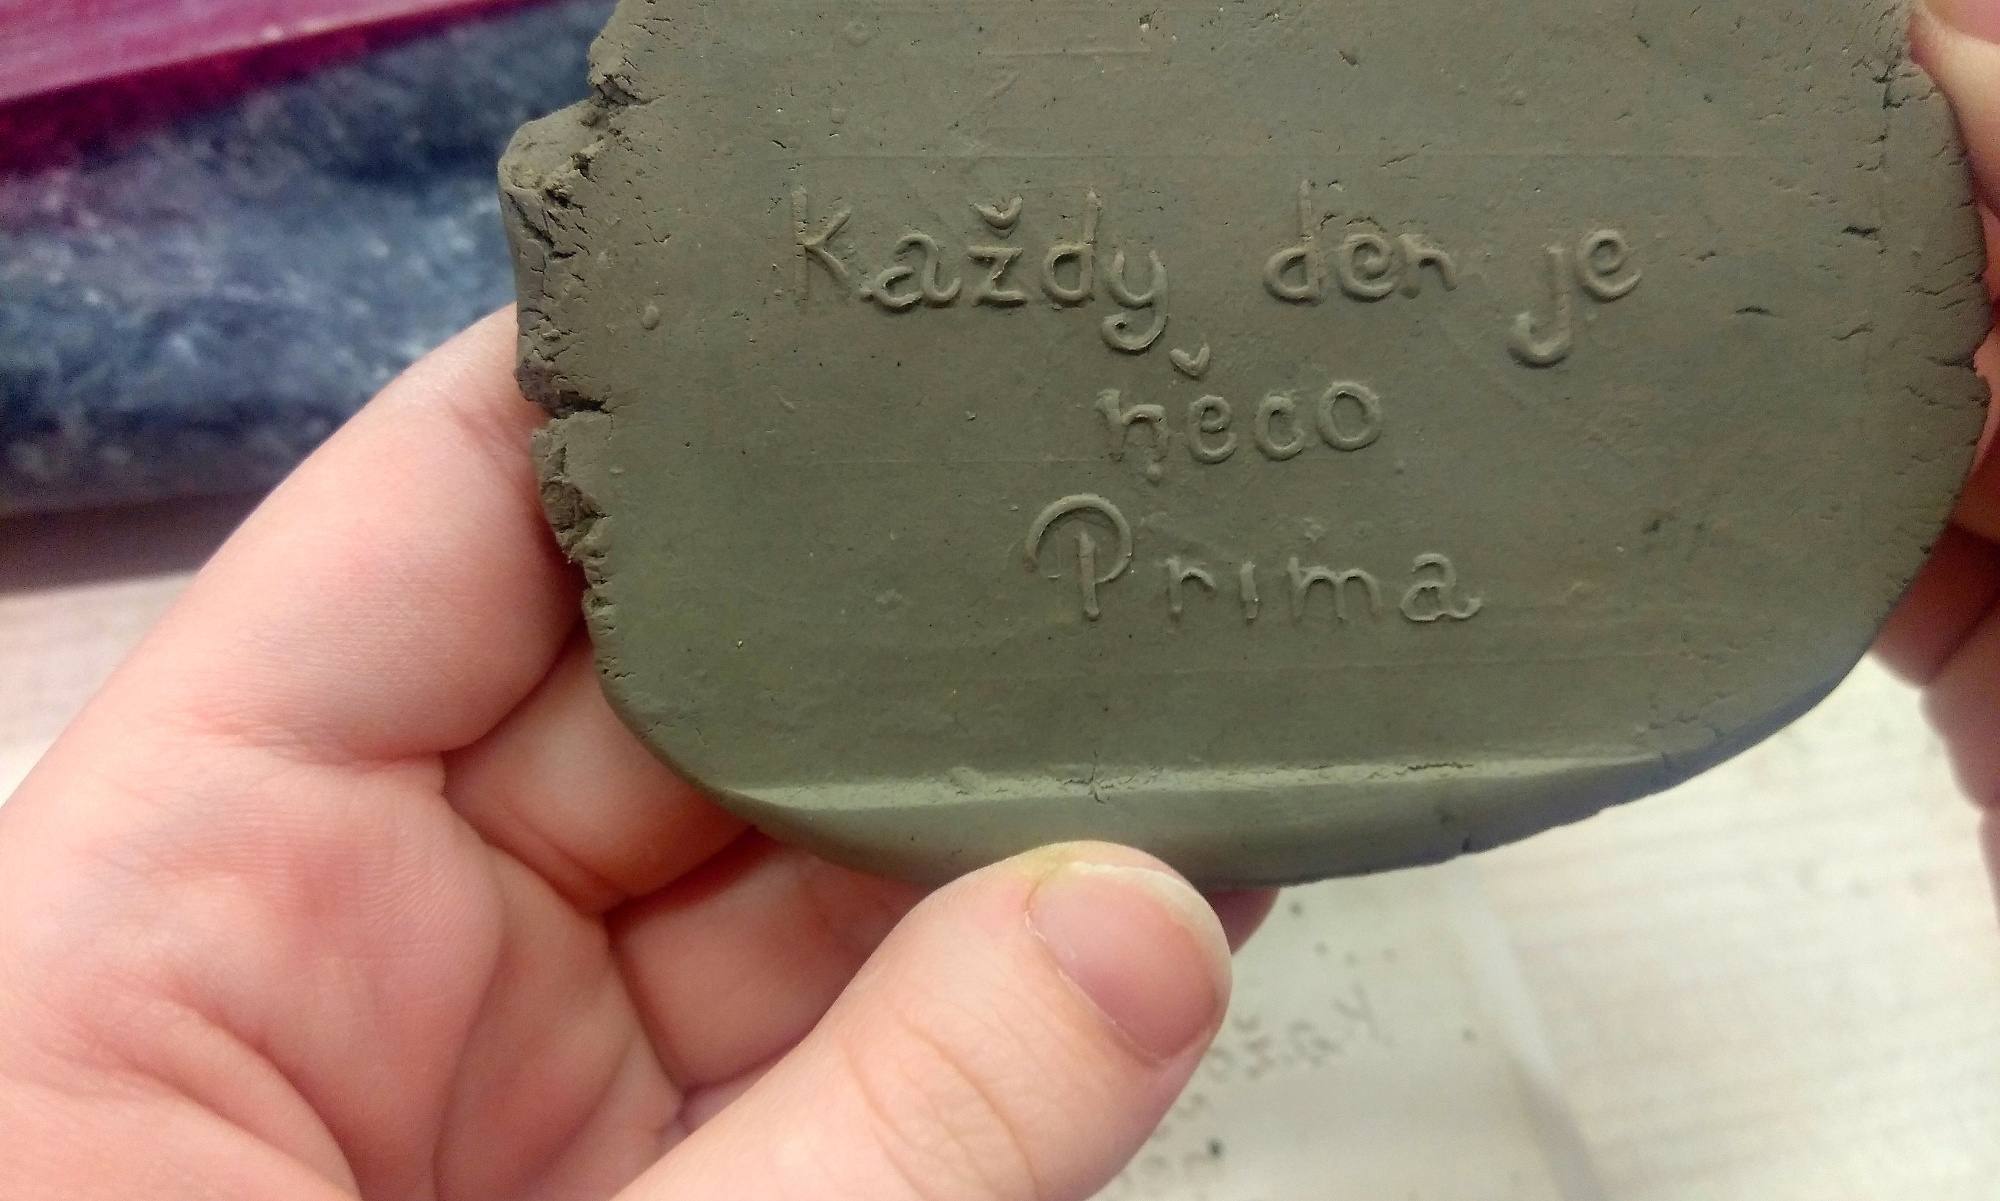 Každy den je
něco
Prima